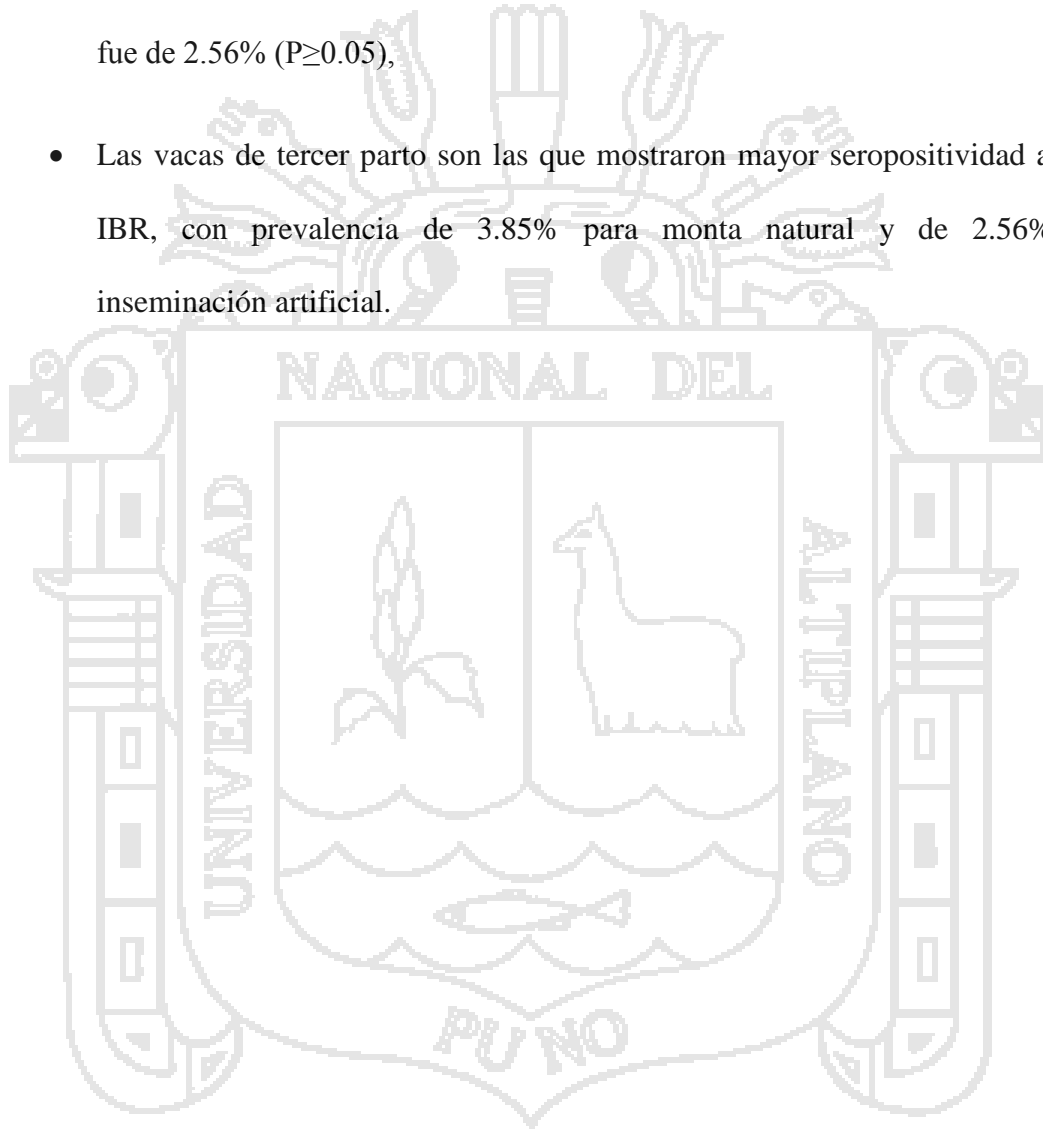 fue de 2.56% (P≥0.05),
• Las vacas de tercer parto son las que mostraron mayor seropositividad a
IBR, con prevalencia de 3.85% para monta natural y de 2.56%
inseminación artificial.
NACIONAL DEL
UNIVERSIDAD
ALTIPLANO
PUNO